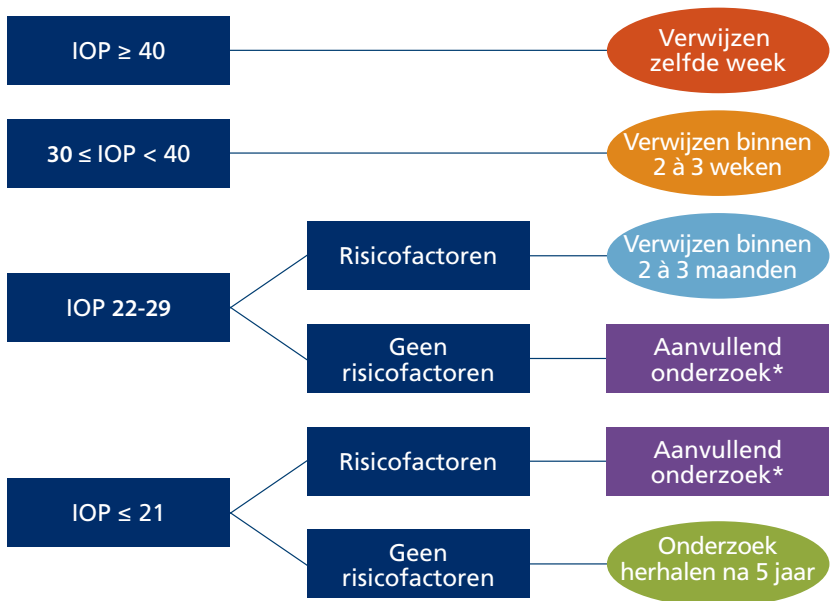 IOP ≥ 40
Verwijzen
zelfde week
30 ≤ IOP < 40
Verwijzen binnen
2 à 3 weken
IOP 22-29
Risicofactoren
Verwijzen binnen
2 à 3 maanden
Geen
risicofactoren
Aanvullend
onderzoek*
IOP ≤ 21
Risicofactoren
Aanvullend
onderzoek*
Geen
risicofactoren
Onderzoek
herhalen na 5 jaar